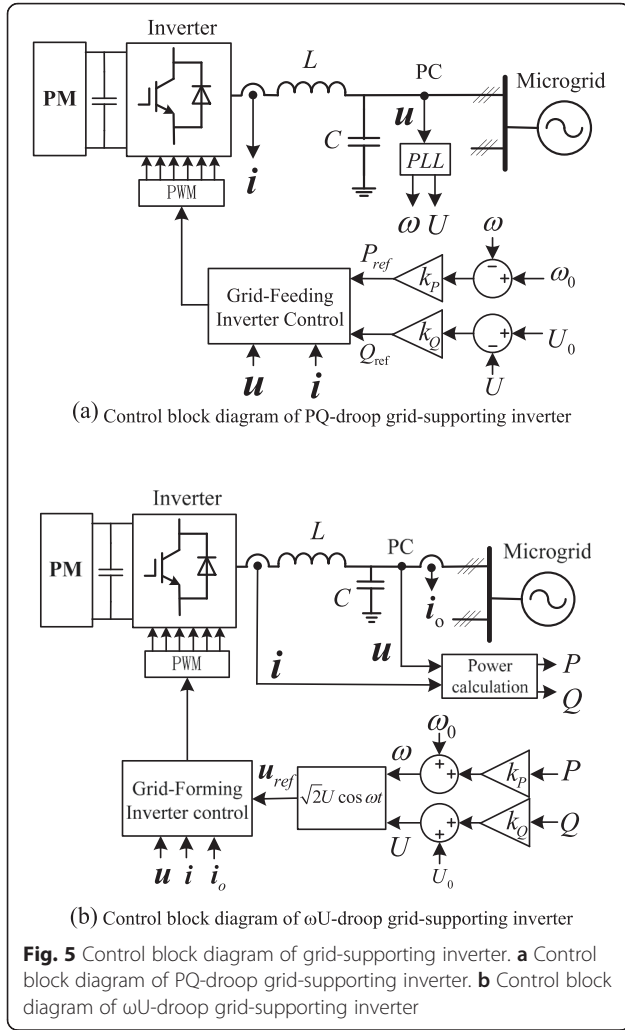 Inverter
PM
L
PC
Microgrid
u
C
PLL
i
ω U
PWM
ω
P_ref
k_P
−
+
ω_0
Grid-Feeding
Inverter Control
Q_ref
k_Q
+
−
U_0
u
i
U
(a) Control block diagram of PQ-droop grid-supporting inverter
Inverter
PM
L
PC
Microgrid
C
i_o
PWM
i
u
Power
calculation
P
Q
ω_0
ω
+
+
k_P
P
u_ref
Grid-Forming
Inverter control
√2U cos ωt
U
+
+
k_Q
Q
u i i_o
U_0
(b) Control block diagram of ωU-droop grid-supporting inverter
Fig. 5 Control block diagram of grid-supporting inverter. a Control
block diagram of PQ-droop grid-supporting inverter. b Control block
diagram of ωU-droop grid-supporting inverter